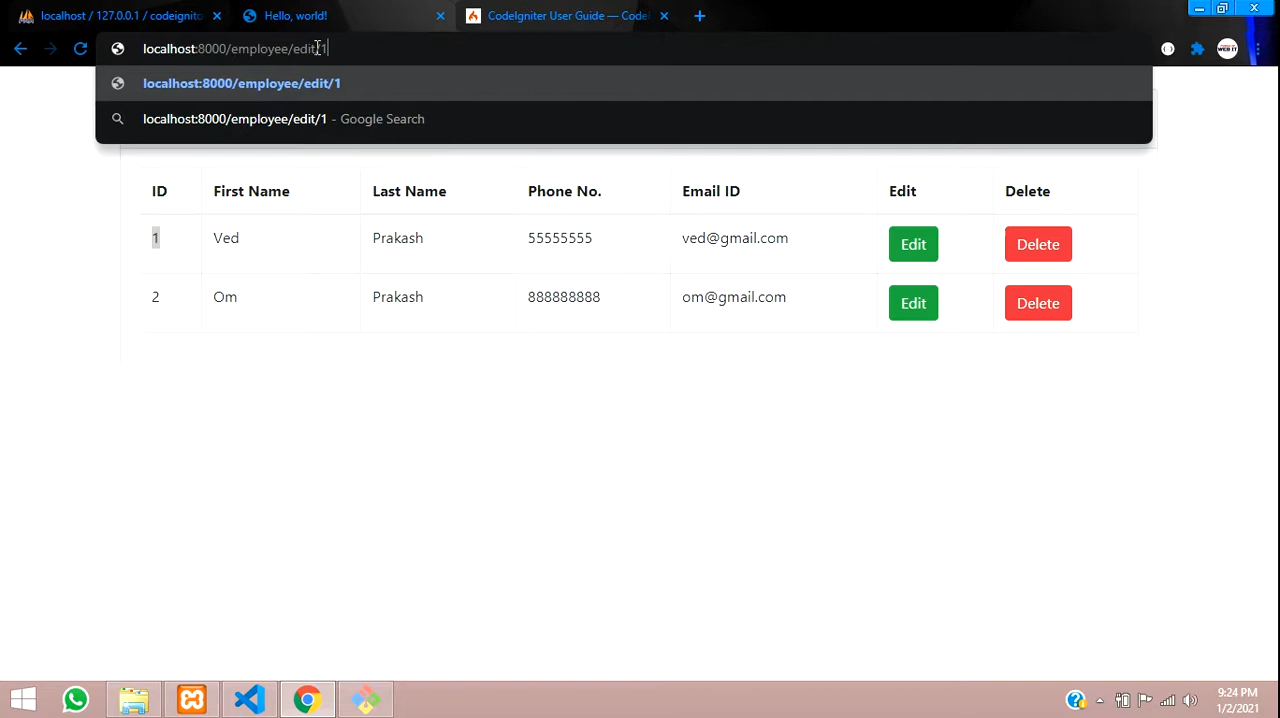 localhost / 127.0.0.1 / codeignite
Hello, world!
CodeIgniter User Guide — Codel
localhost:8000/employee/edit/1
localhost:8000/employee/edit/1
localhost:8000/employee/edit/1 - Google Search
ID First Name Last Name Phone No. Email ID Edit Delete
1 Ved Prakash 55555555 ved@gmail.com Edit Delete
2 Om Prakash 888888888 om@gmail.com Edit Delete
9:24 PM
1/2/2021